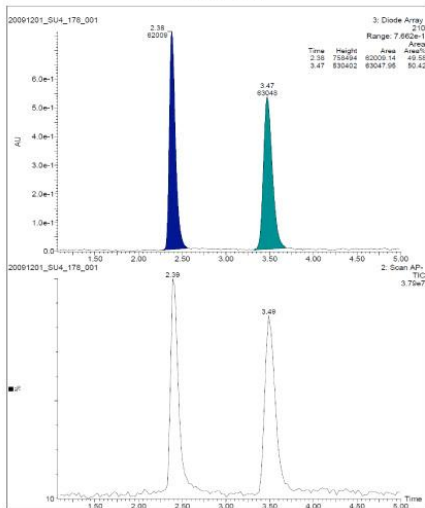 20091201_SU4_178_001
3: Diode Array
210
Range: 7.662e-1
Area
Time Height Area Area%
2.38 758494 62009.14 49.58
3.47 530402 63047.95 50.42
2.38
62009
3.47
63048
AU
6.0e-1
5.0e-1
4.0e-1
3.0e-1
2.0e-1
1.0e-1
0.0
1.50 2.00 2.50 3.00 3.50 4.00 4.50 5.00
20091201_SU4_178_001
2: Scan AP-
TIC
3.79e7
2.39
3.49
%
10
Time
1.50 2.00 2.50 3.00 3.50 4.00 4.50 5.00